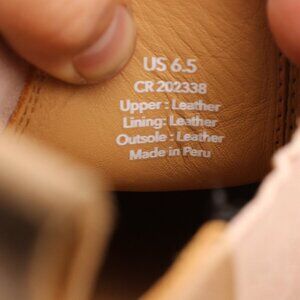 US 6.5
CR 202338
Upper : Leather
Lining: Leather
Outsole : Leather
Made in Peru